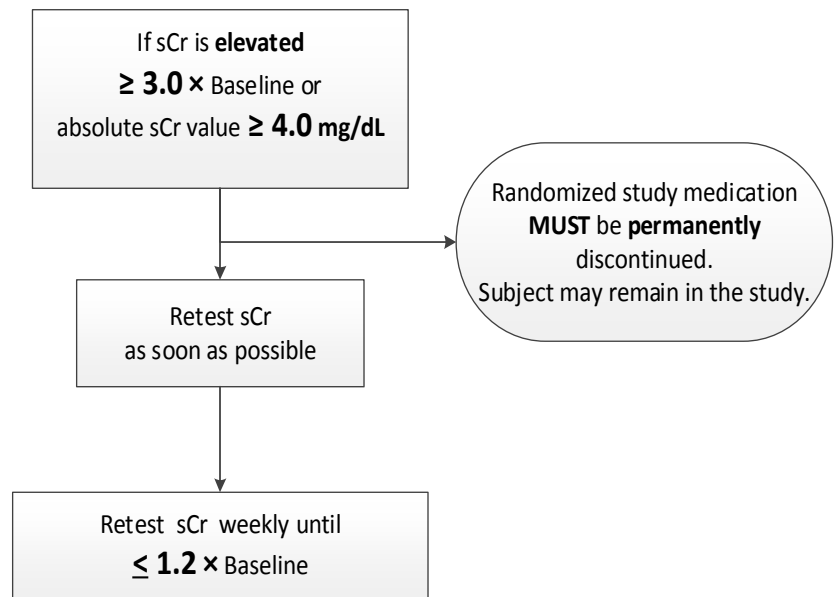 If sCr is elevated
≥ 3.0 × Baseline or
absolute sCr value ≥ 4.0 mg/dL
Randomized study medication
MUST be permanently
discontinued.
Subject may remain in the study.
Retest sCr
as soon as possible
Retest sCr weekly until
≤ 1.2 × Baseline